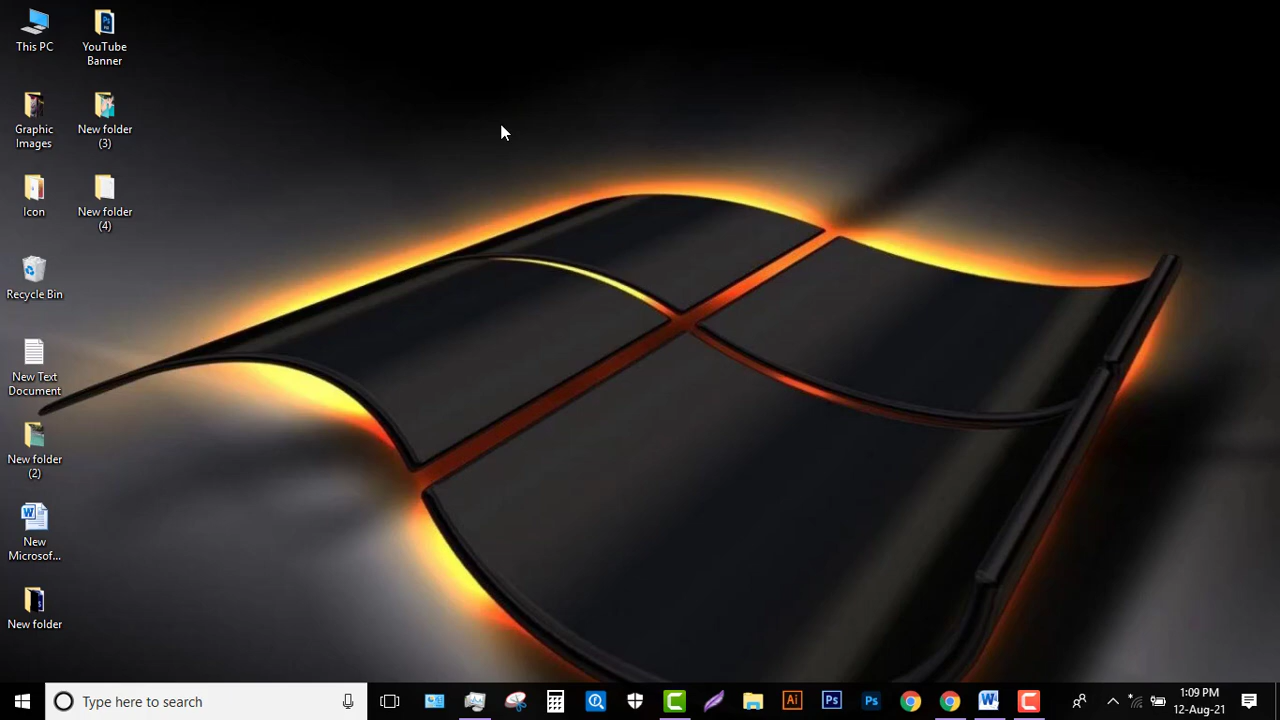 This PC
YouTube
Banner
Graphic
Images
New folder
(3)
Icon
New folder
(4)
Recycle Bin
New Text
Document
New folder
(2)
New
Microsof...
New folder
Type here to search
Ai
Ps
Ps
1:09 PM
12-Aug-21